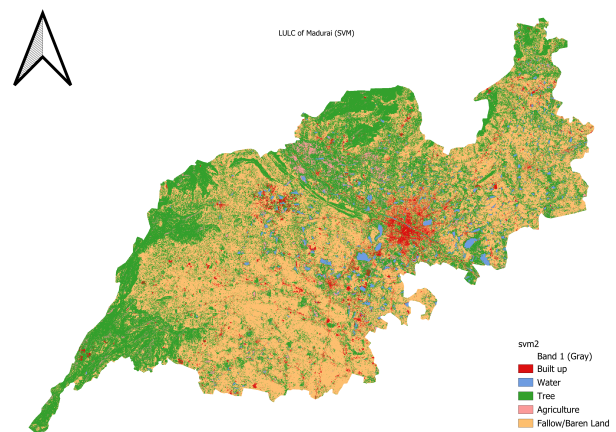 LULC of Madurai (SVM)
svm2
Band 1 (Gray)
Built up
Water
Tree
Agriculture
Fallow/Baren Land